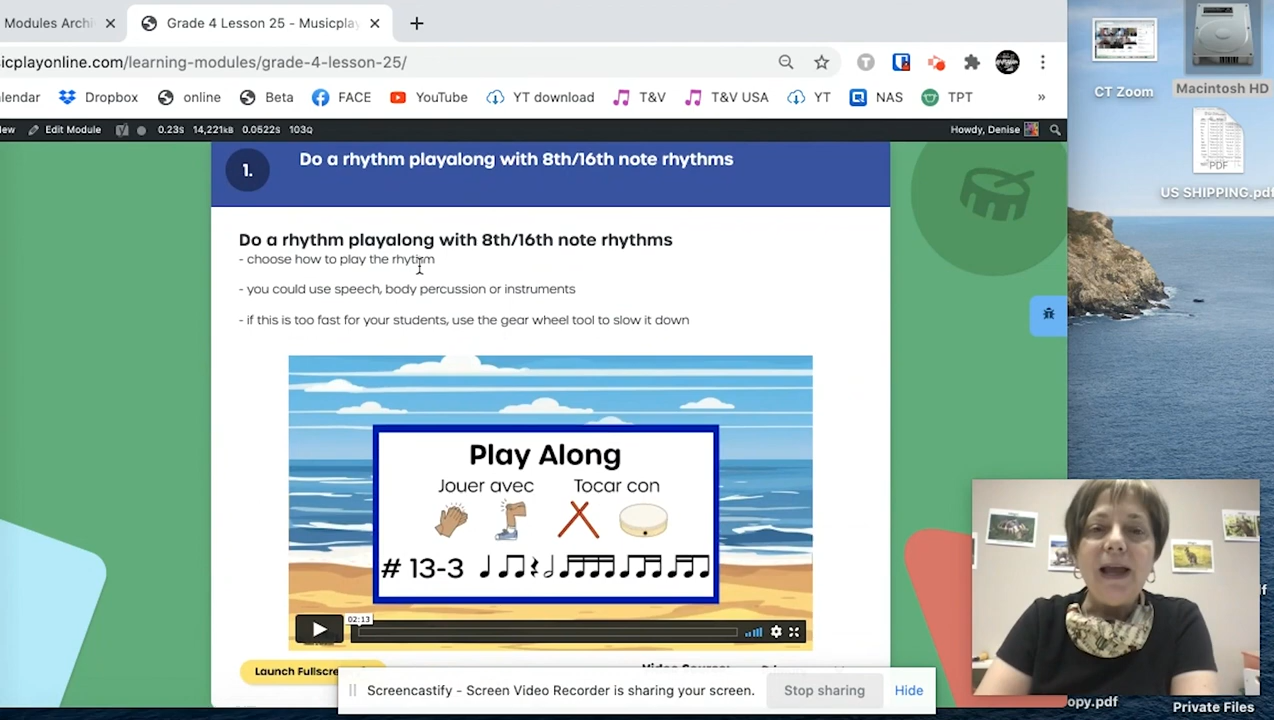 Modules Archi
Grade 4 Lesson 25 - Musicplay
CT Zoom
Macintosh HD
icplayonline.com/learning-modules/grade-4-lesson-25/
T
lendar Dropbox online Beta FACE YouTube YT download T&V T&V USA YT NAS TPT »
PDF
US SHIPPING.pdf
Edit Module 0.23s 14,221kB 0.0522s 103Q Howdy, Denise
1. Do a rhythm playalong with 8th/16th note rhythms
Do a rhythm playalong with 8th/16th note rhythms
- choose how to play the rhythm
- you could use speech, body percussion or instruments
- if this is too fast for your students, use the gear wheel tool to slow it down
Play Along
Jouer avec Tocar con
# 13-3
02:13
Launch Fullscre
Screencastify - Screen Video Recorder is sharing your screen. Stop sharing Hide
opy.pdf
Private Files